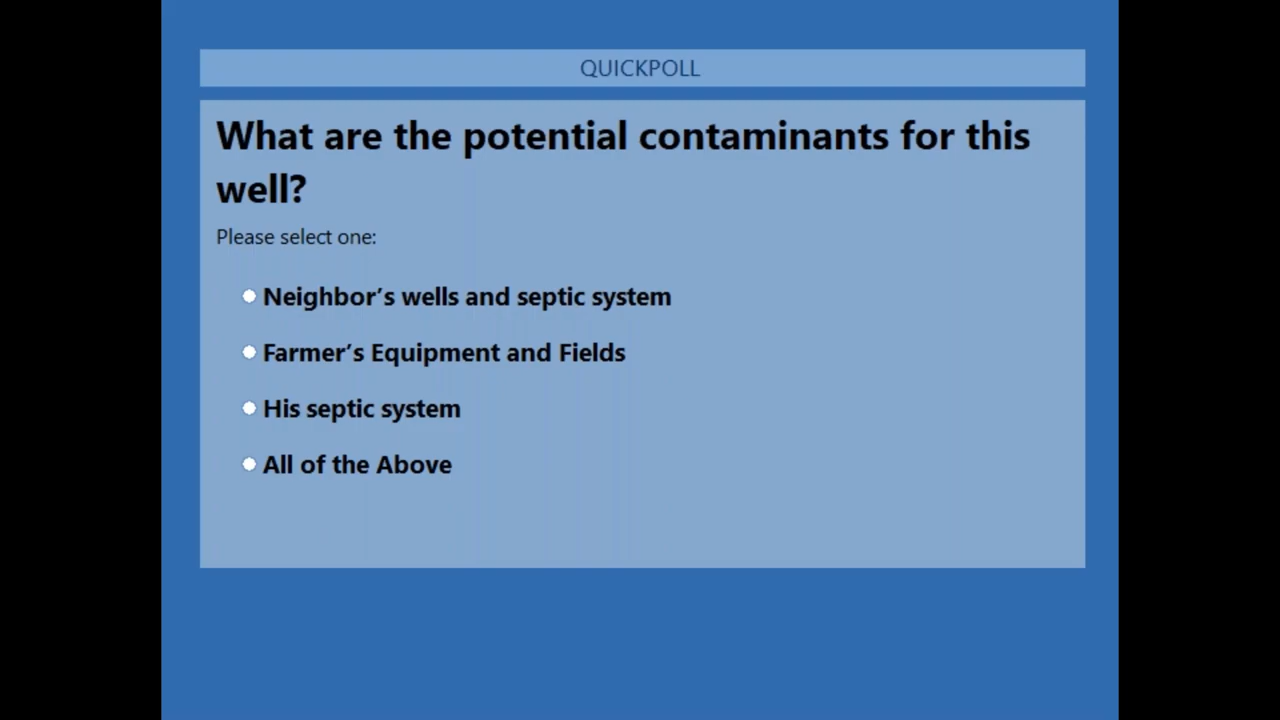 QUICKPOLL
What are the potential contaminants for this
well?
Please select one:
Neighbor’s wells and septic system
Farmer’s Equipment and Fields
His septic system
All of the Above